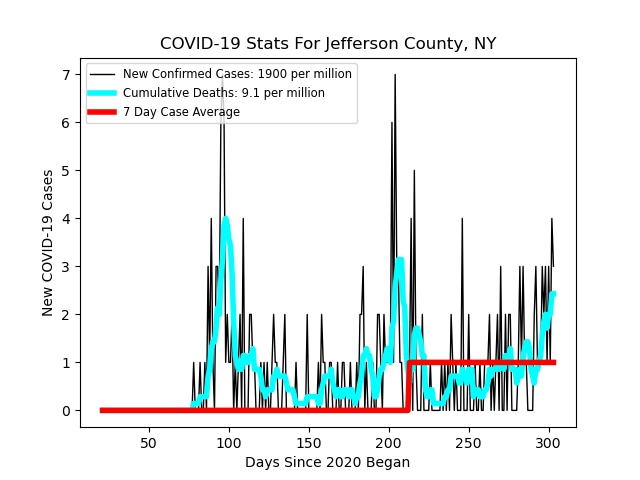 COVID-19 Stats For Jefferson County, NY
New Confirmed Cases: 1900 per million
Cumulative Deaths: 9.1 per million
7 Day Case Average
New COVID-19 Cases
7
6
5
4
3
2
1
0
50 100 150 200 250 300
Days Since 2020 Began